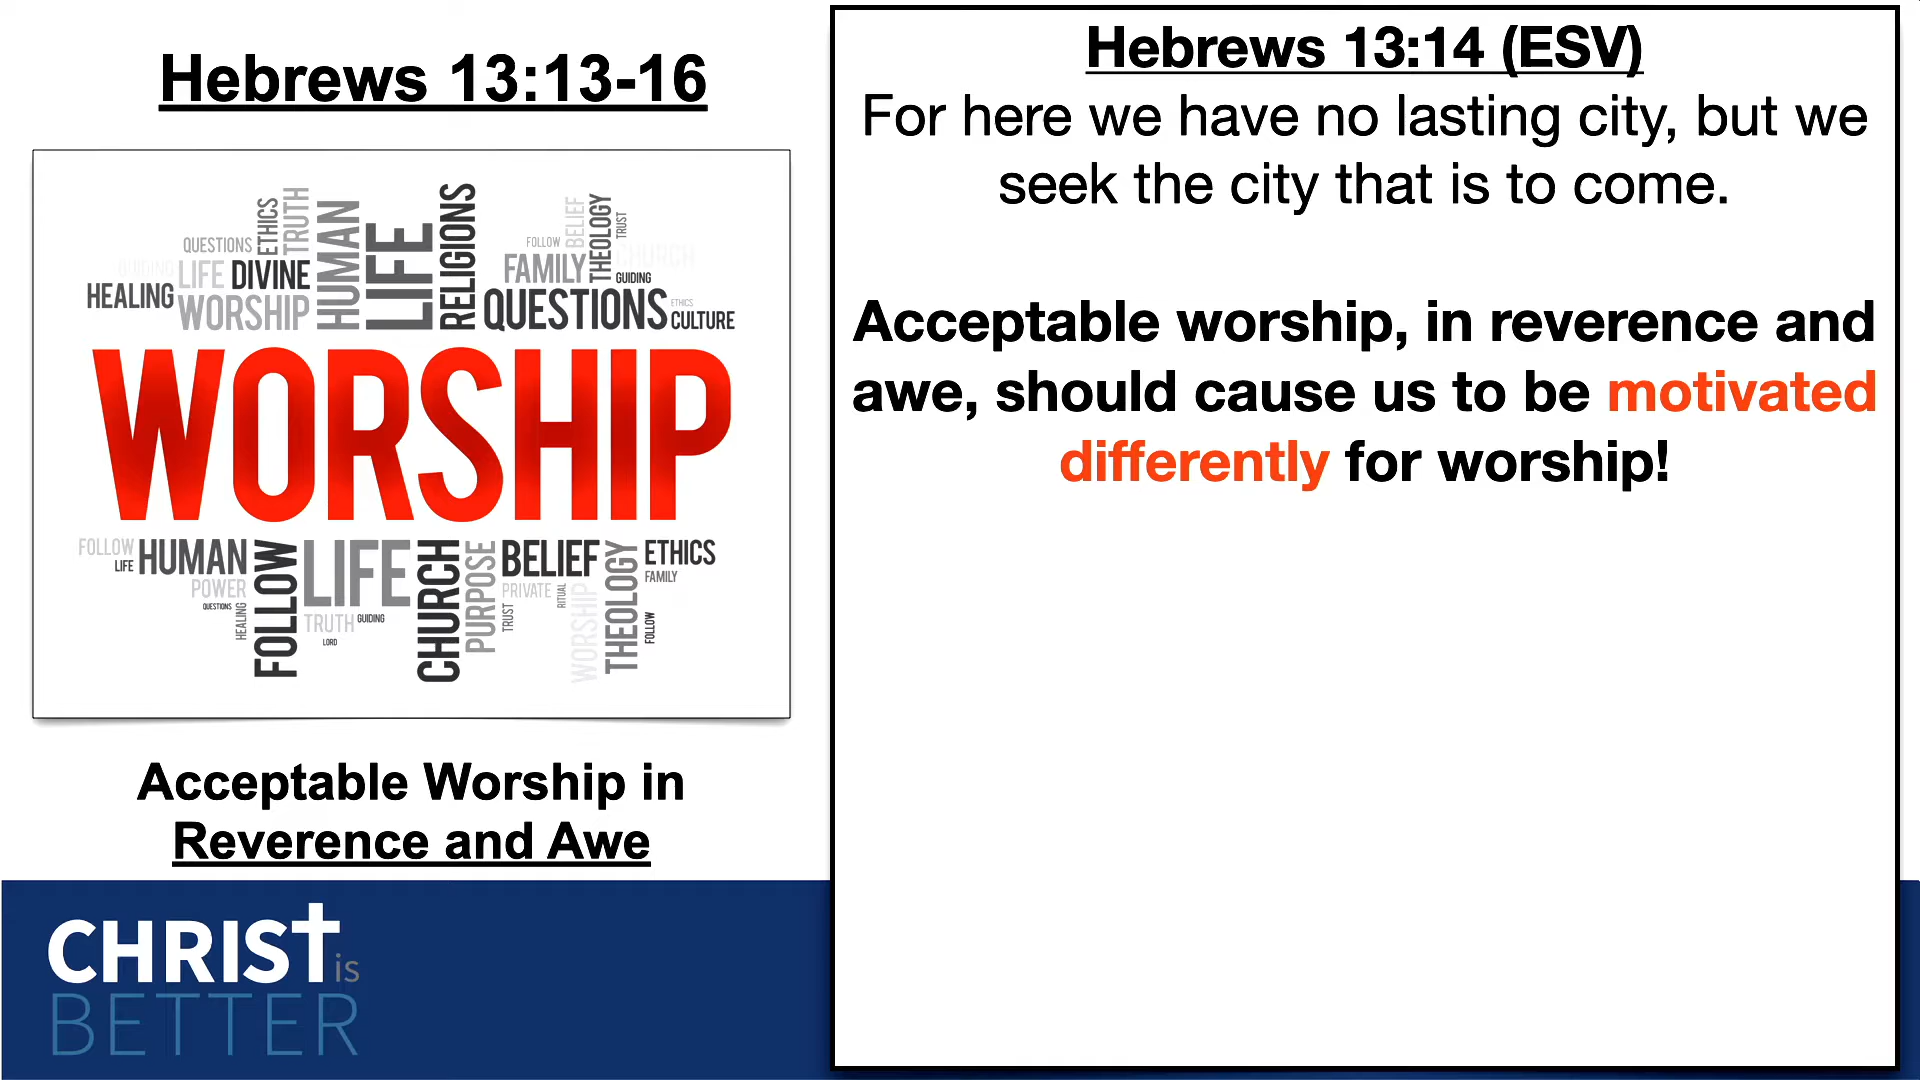 Hebrews 13:13-16
QUESTIONS
ETHICS
TRUTH
HUMAN
LIFE
RELIGIONS
FOLLOW
BELIEF
THEOLOGY
TRUST
CHURCH
GUIDING
LIFE
DIVINE
FAMILY
GUIDING
HEALING
WORSHIP
QUESTIONS
ETHICS
CULTURE
WORSHIP
FOLLOW
LIFE
HUMAN
POWER
QUESTIONS
HEALING
FOLLOW
LIFE
TRUTH
GUIDING
LORD
CHURCH
PURPOSE
BELIEF
PRIVATE
TRUST
RITUAL
WORSHIP
THEOLOGY
ETHICS
FAMILY
FOLLOW
Acceptable Worship in
Reverence and Awe
CHRIST is
BETTER
Hebrews 13:14 (ESV)
For here we have no lasting city, but we
seek the city that is to come.
Acceptable worship, in reverence and
awe, should cause us to be motivated
differently for worship!